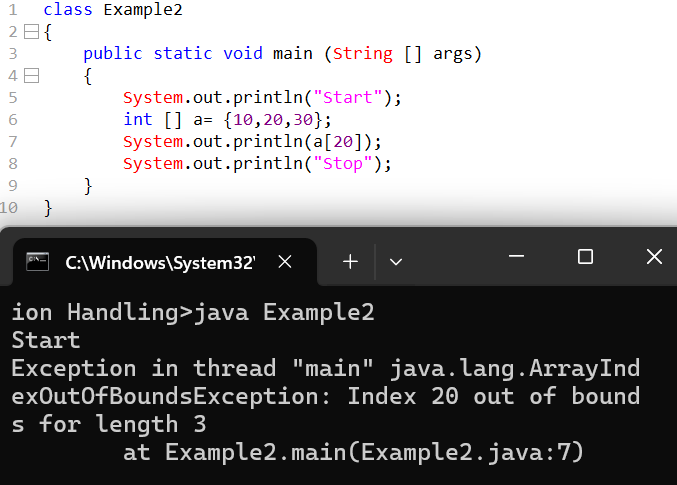 1 class Example2
2 {
3 public static void main (String [] args)
4 {
5 System.out.println("Start");
6 int [] a= {10,20,30};
7 System.out.println(a[20]);
8 System.out.println("Stop");
9 }
10 }
C:\Windows\System32\
ion Handling>java Example2
Start
Exception in thread "main" java.lang.ArrayInd
exOutOfBoundsException: Index 20 out of bound
s for length 3
at Example2.main(Example2.java:7)